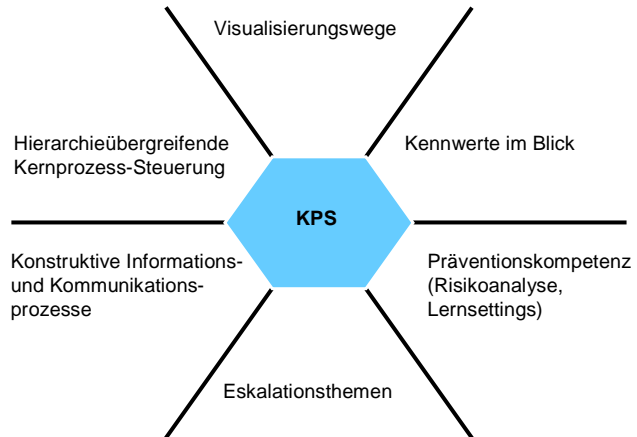 Visualisierungswege
Hierarchieübergreifende
Kernprozess-Steuerung
Kennwerte im Blick
KPS
Konstruktive Informations-
und Kommunikations-
prozesse
Präventionskompetenz
(Risikoanalyse,
Lernsettings)
Eskalationsthemen